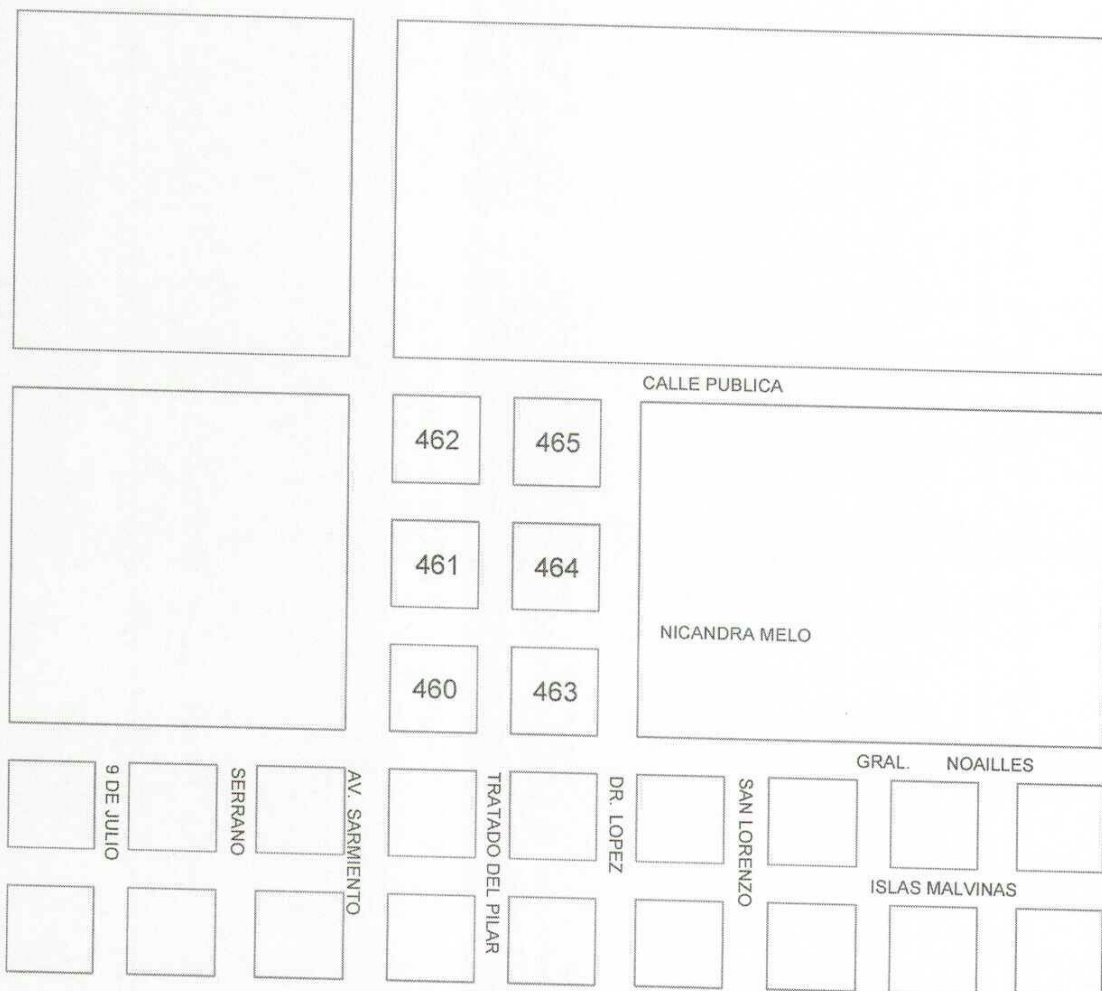 CALLE PUBLICA
462
465
461
464
NICANDRA MELO
460
463
GRAL. NOAILLES
9 DE JULIO
SERRANO
AV. SARMIENTO
TRATADO DEL PILAR
DR. LOPEZ
SAN LORENZO
ISLAS MALVINAS